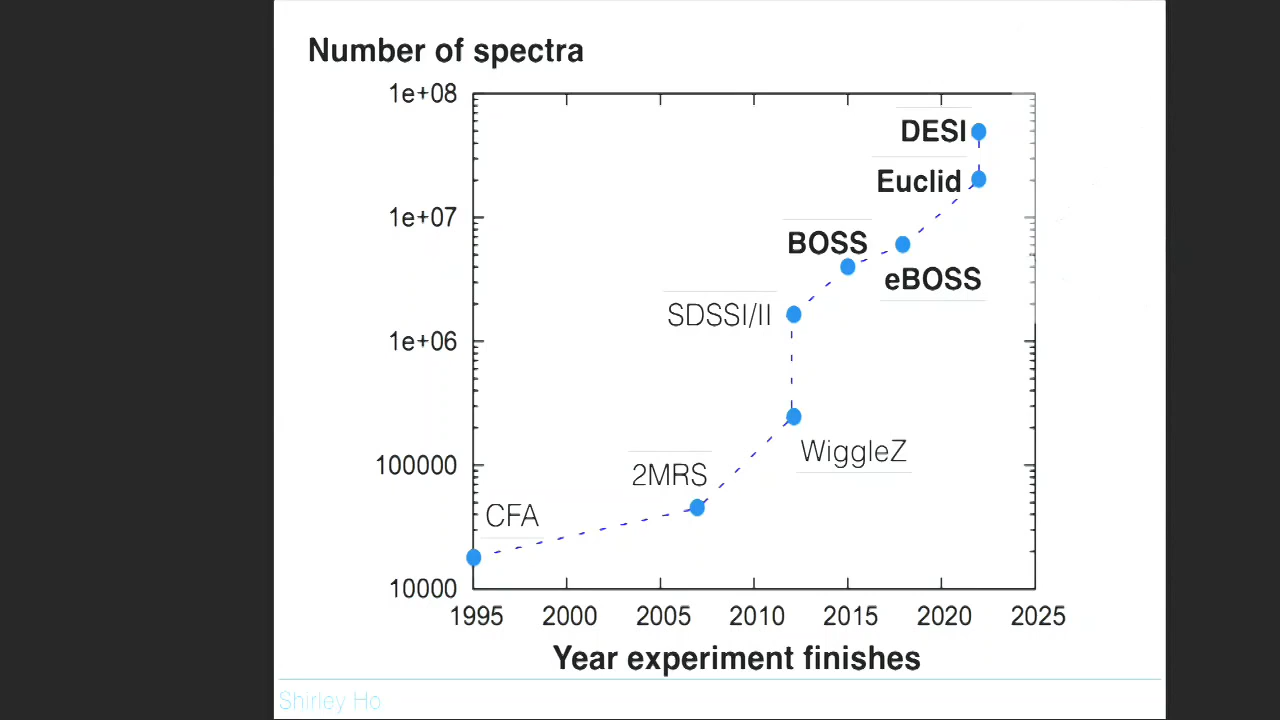 Number of spectra
1e+08
DESI
Euclid
1e+07
BOSS
eBOSS
SDSSI/II
1e+06
WiggleZ
100000
2MRS
CFA
10000
1995 2000 2005 2010 2015 2020 2025
Year experiment finishes
Shirley Ho